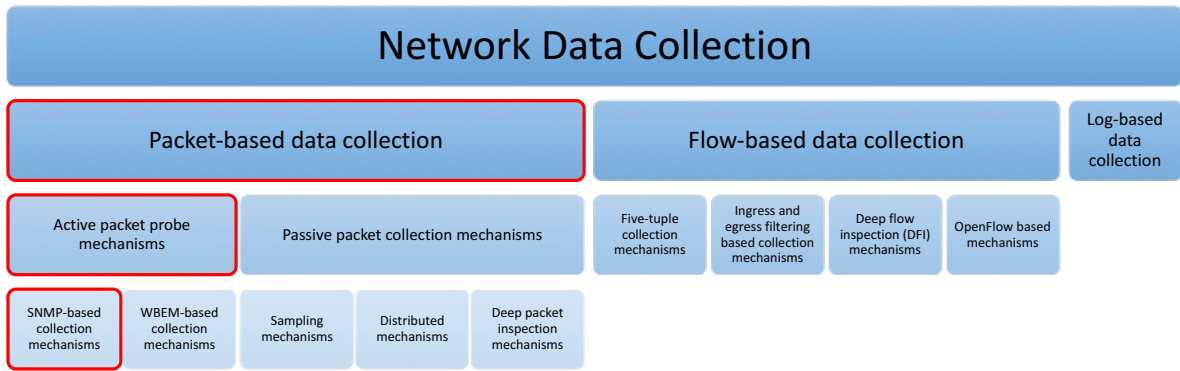 Network Data Collection
Packet-based data collection
Flow-based data collection
Log-based
data
collection
Active packet probe
mechanisms
Passive packet collection mechanisms
Five-tuple
collection
mechanisms
Ingress and
egress filtering
based collection
mechanisms
Deep flow
inspection (DFI)
mechanisms
OpenFlow based
mechanisms
SNMP-based
collection
mechanisms
WBEM-based
collection
mechanisms
Sampling
mechanisms
Distributed
mechanisms
Deep packet
inspection
mechanisms